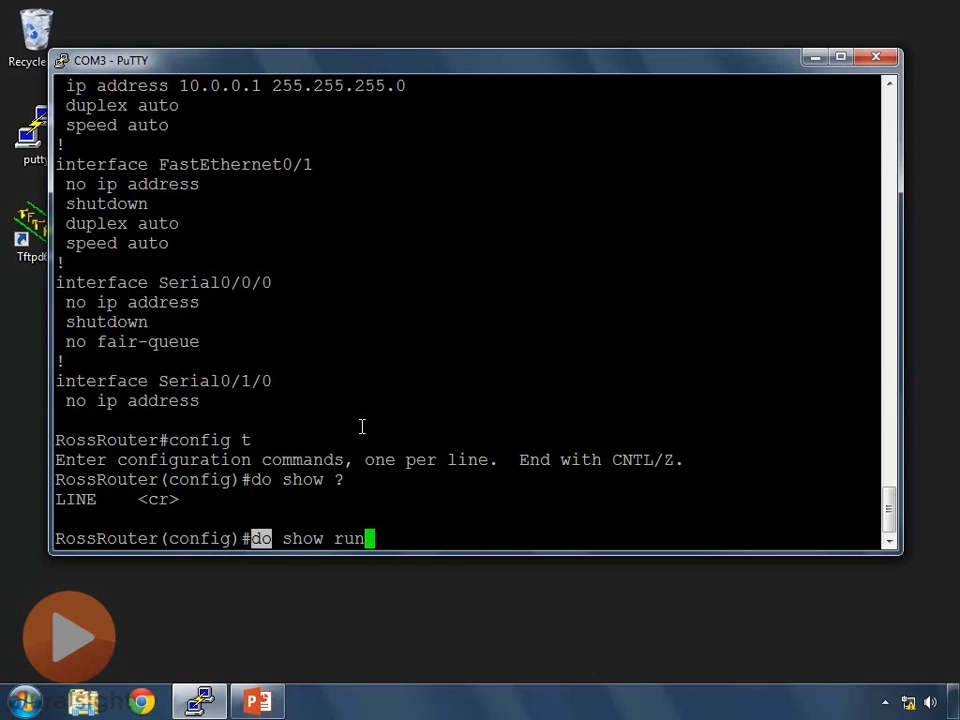 Recycle
COM3 - PuTTY
ip address 10.0.0.1 255.255.255.0
duplex auto
speed auto
!
interface FastEthernet0/1
no ip address
shutdown
duplex auto
speed auto
!
interface Serial0/0/0
no ip address
shutdown
no fair-queue
!
interface Serial0/1/0
no ip address
RossRouter#config t
Enter configuration commands, one per line.  End with CNTL/Z.
RossRouter(config)#do show ?
LINE    <cr>
RossRouter(config)#do show run
putty
Tftpd6
pluralsight